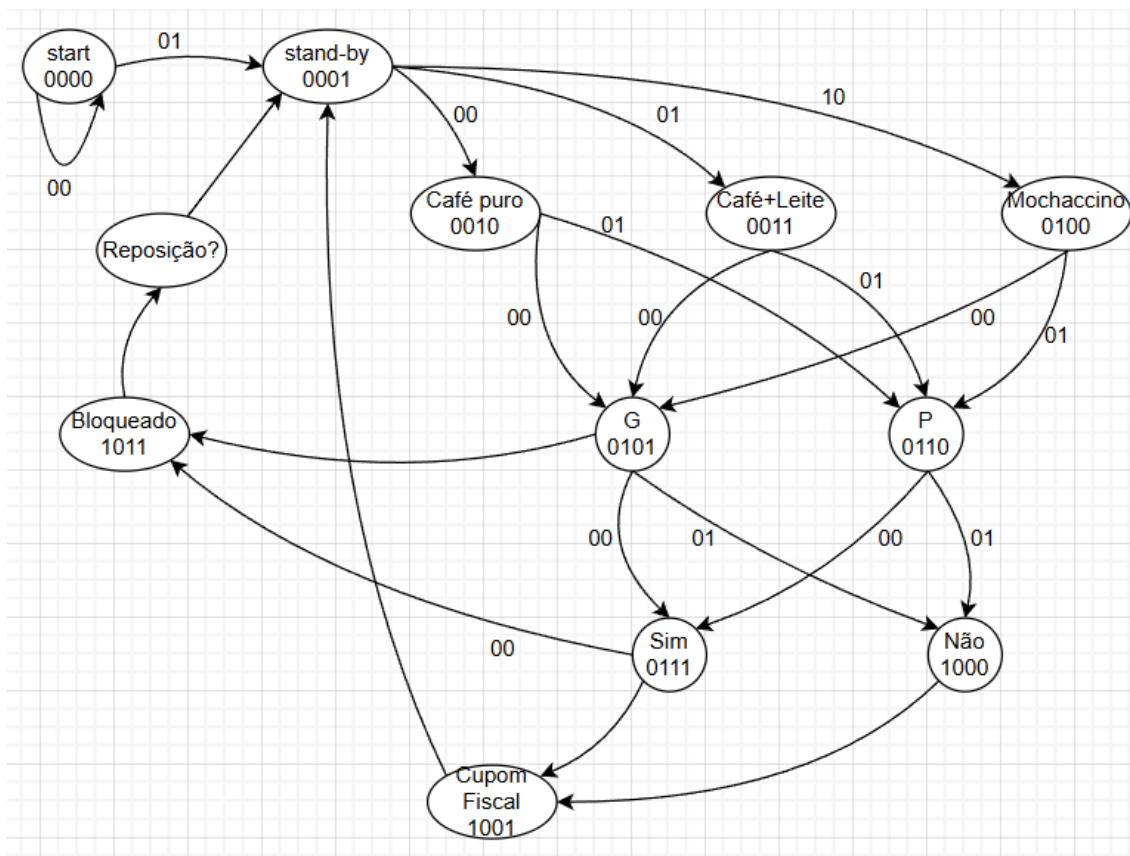 start
0000
01
stand-by
0001
00
00
01
10
Café puro
0010
Café+Leite
0011
Mochaccino
0100
Reposição?
01
00
00
01
00
01
Bloqueado
1011
G
0101
P
0110
00
01
00
01
00
Sim
0111
Não
1000
Cupom
Fiscal
1001